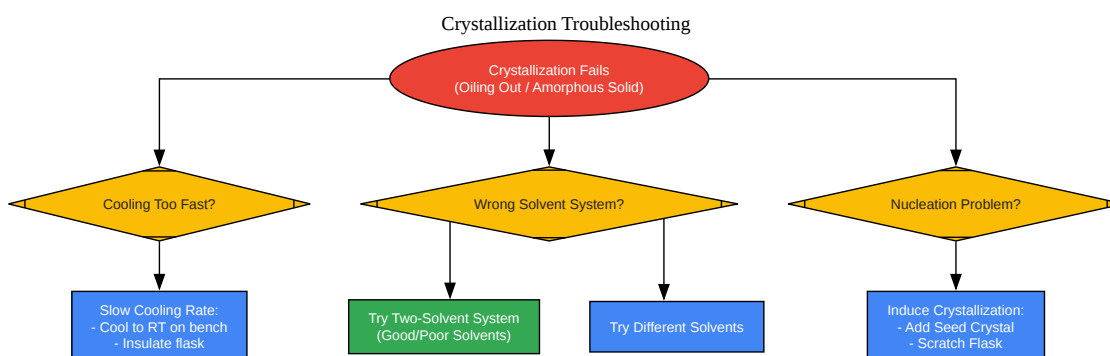 Crystallization Troubleshooting
Crystallization Fails
(Oiling Out / Amorphous Solid)
Cooling Too Fast?
Wrong Solvent System?
Nucleation Problem?
Slow Cooling Rate:
- Cool to RT on bench
- Insulate flask
Try Two-Solvent System
(Good/Poor Solvents)
Try Different Solvents
Induce Crystallization:
- Add Seed Crystal
- Scratch Flask